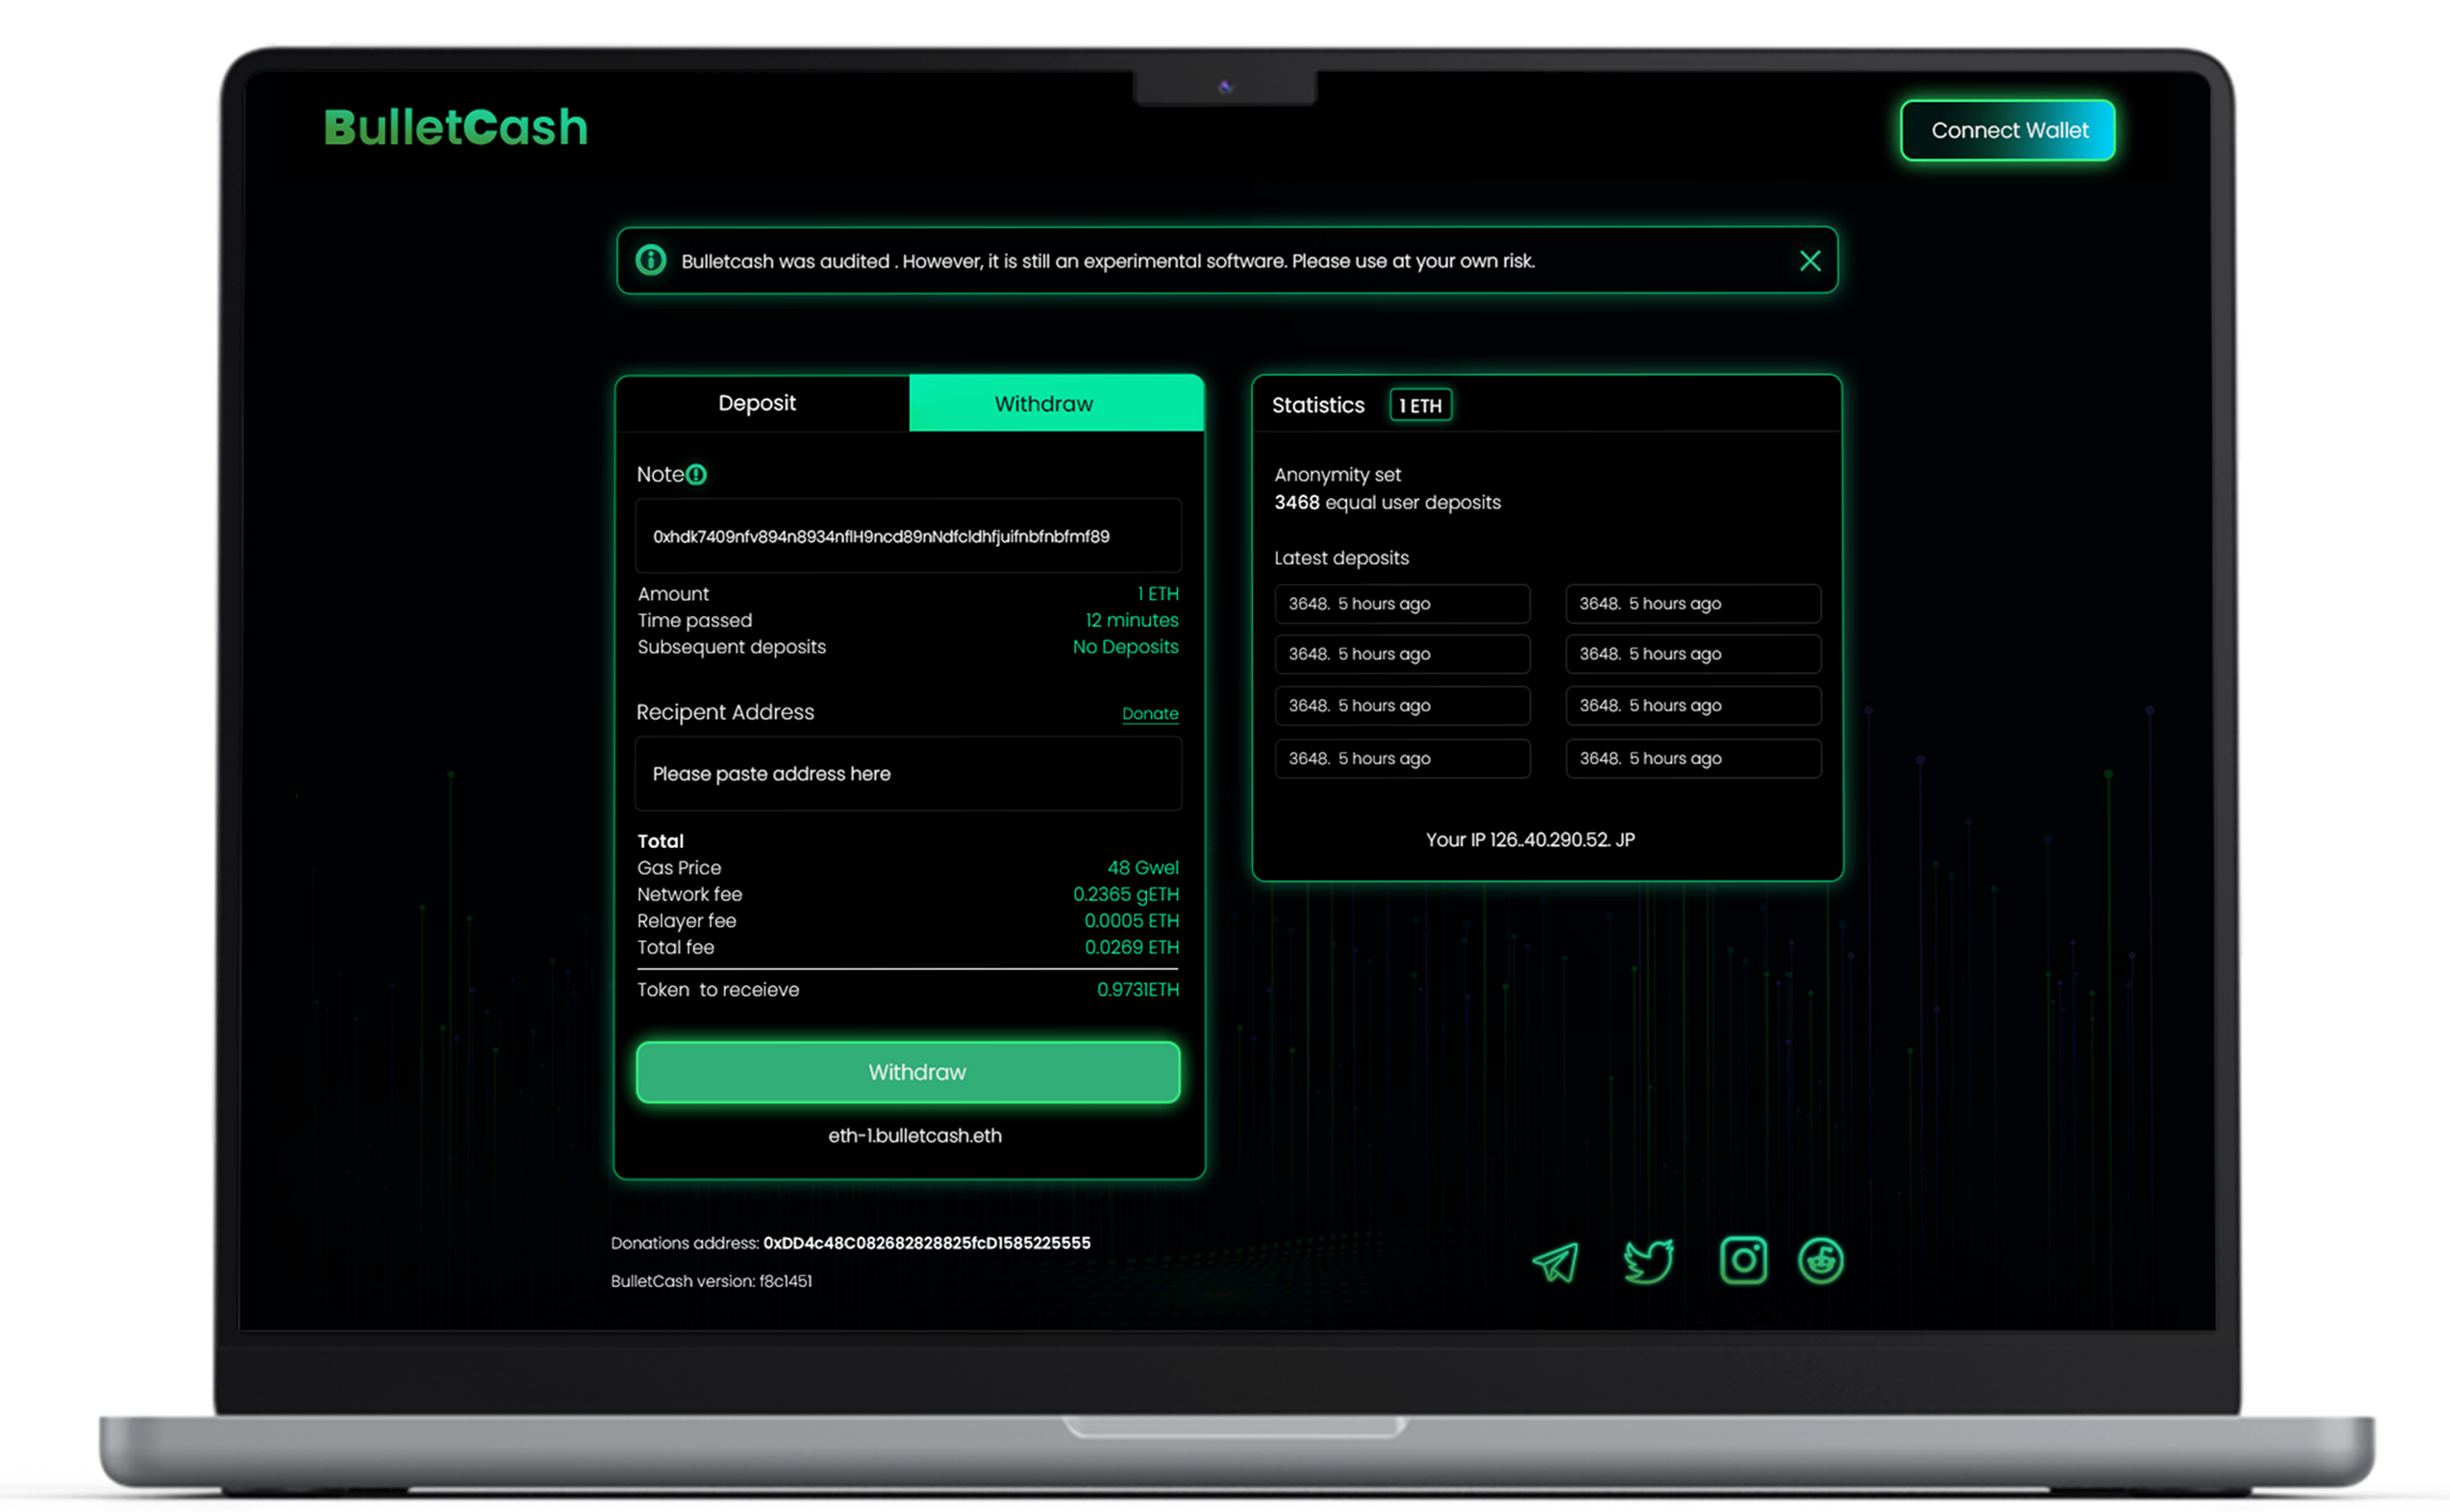 BulletCash
Connect Wallet
Bulletcash was audited . However, it is still an experimental software. Please use at your own risk.
Deposit
Withdraw
Note
0xhdk7409nfv894n8934nflH9ncd89nNdfcldhfjuifnbfnbfmf89
Amount 1 ETH
Time passed 12 minutes
Subsequent deposits No Deposits
Recipent Address Donate
Please paste address here
Total
Gas Price 48 Gwel
Network fee 0.2365 gETH
Relayer fee 0.0005 ETH
Total fee 0.0269 ETH
Token to receieve 0.9731ETH
Withdraw
eth-1.bulletcash.eth
Statistics 1 ETH
Anonymity set
3468 equal user deposits
Latest deposits
3648. 5 hours ago 3648. 5 hours ago
3648. 5 hours ago 3648. 5 hours ago
3648. 5 hours ago 3648. 5 hours ago
3648. 5 hours ago 3648. 5 hours ago
Your IP 126..40.290.52. JP
Donations address: 0xDD4c48C082682828825fcD1585225555
BulletCash version: f8c1451